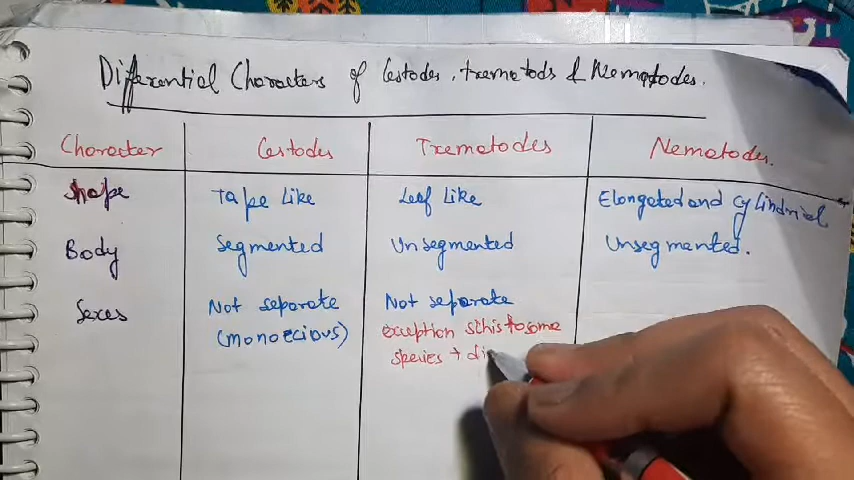 Differential Characters of Cestodes, trematods & Nematodes.
Character Cestodes Trematodes Nematodes.
Shape Tape Like Leaf Like Elongated and cylindrical
Body Segmented Unsegmented Unsegmented.
Sexes Not separate Not separate
(monoecious) exception schistosome
species + di